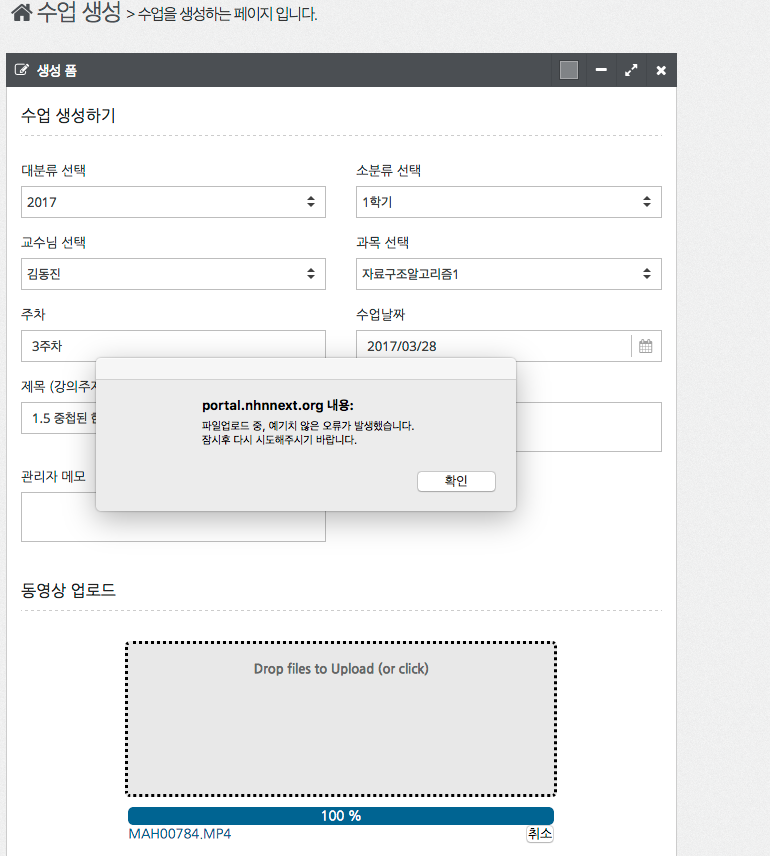 수업 생성 > 수업을 생성하는 페이지 입니다.
생성 폼
수업 생성하기
대분류 선택
소분류 선택
2017
1학기
교수님 선택
과목 선택
김동진
자료구조알고리즘1
주차
수업날짜
3주차
2017/03/28
제목 (강의주
1.5 중첩된
portal.nhnnext.org 내용:
파일업로드 중, 예기치 않은 오류가 발생했습니다.
잠시후 다시 시도해주시기 바랍니다.
확인
관리자 메모
동영상 업로드
Drop files to Upload (or click)
100 %
MAH00784.MP4
취소